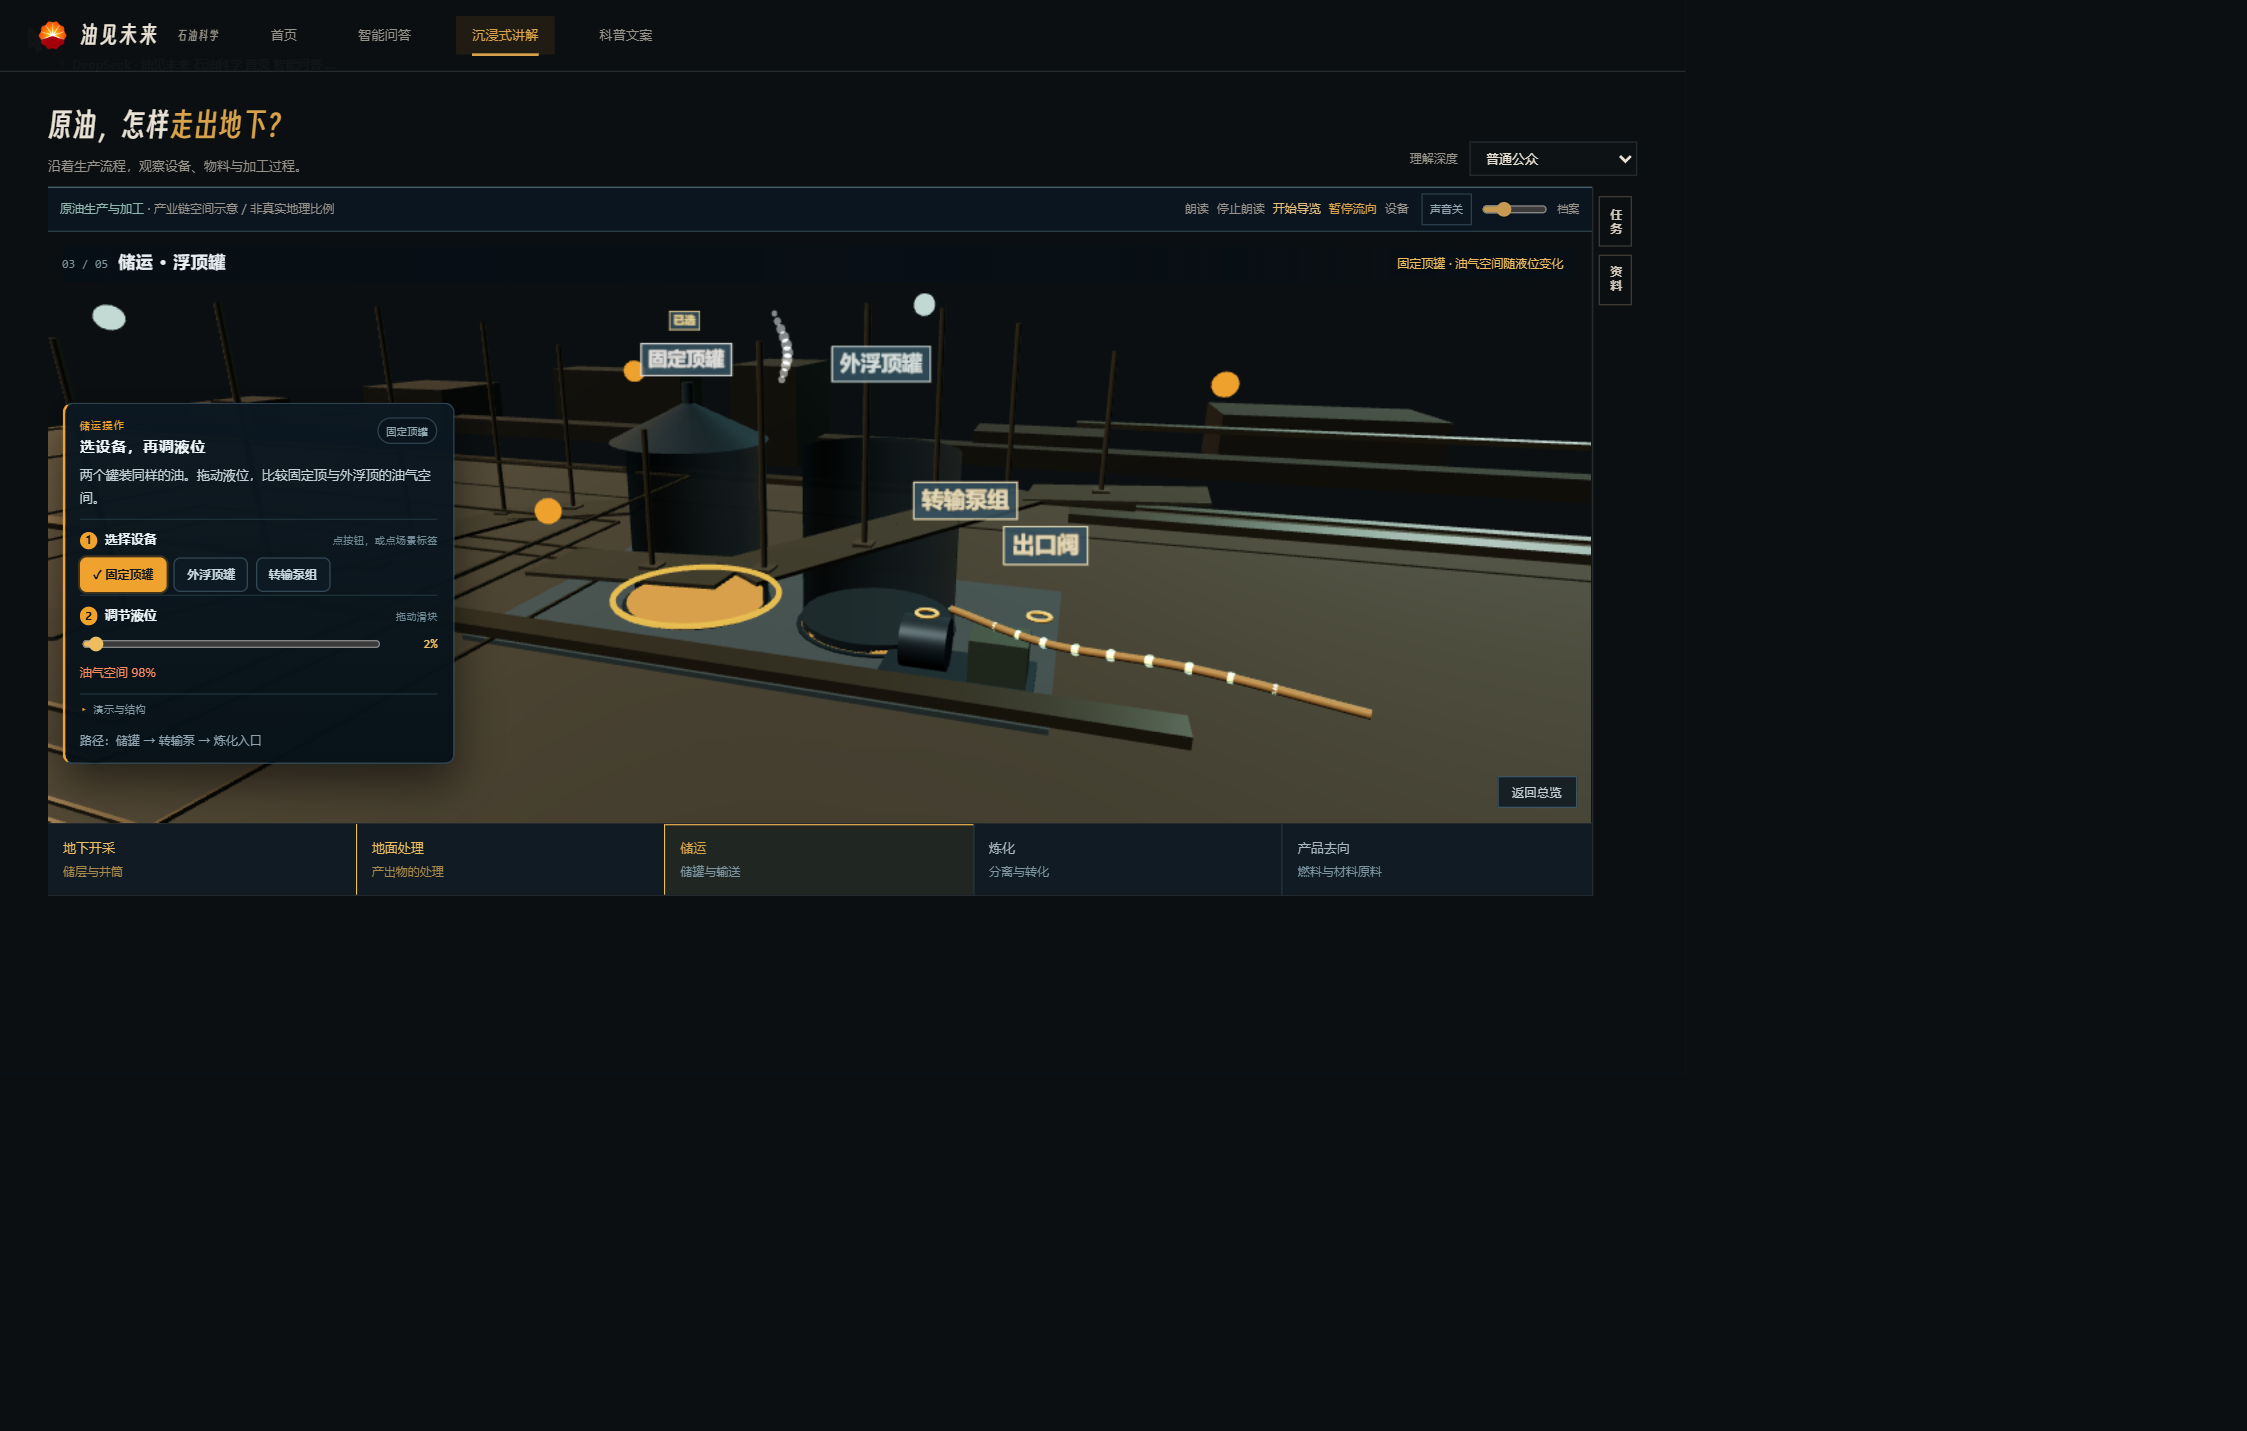 油见未来 石油科学 首页 智能问答 沉浸式讲解 科普文案
原油，怎样走出地下？
沿着生产流程，观察设备、物料与加工过程。
理解深度 普通公众
原油生产与加工 · 产业链空间示意 / 非真实地理比例
朗读 停止朗读 开始导览 暂停流向 设备 声音关 档案
任务
资料
03 / 05 储运 · 浮顶罐
固定顶罐 · 油气空间随液位变化
已选
固定顶罐
外浮顶罐
转输泵组
出口阀
储运操作
选设备，再调液位
固定顶罐
两个罐装同样的油。拖动液位，比较固定顶与外浮顶的油气空
间。
1 选择设备 点按钮，或点场景标签
✓ 固定顶罐 外浮顶罐 转输泵组
2 调节液位 拖动滑块
2%
油气空间 98%
演示与结构
路径：储罐 → 转输泵 → 炼化入口
返回总览
地下开采 地面处理 储运 炼化 产品去向
储层与井筒 产出物的处理 储罐与输送 分离与转化 燃料与材料原料